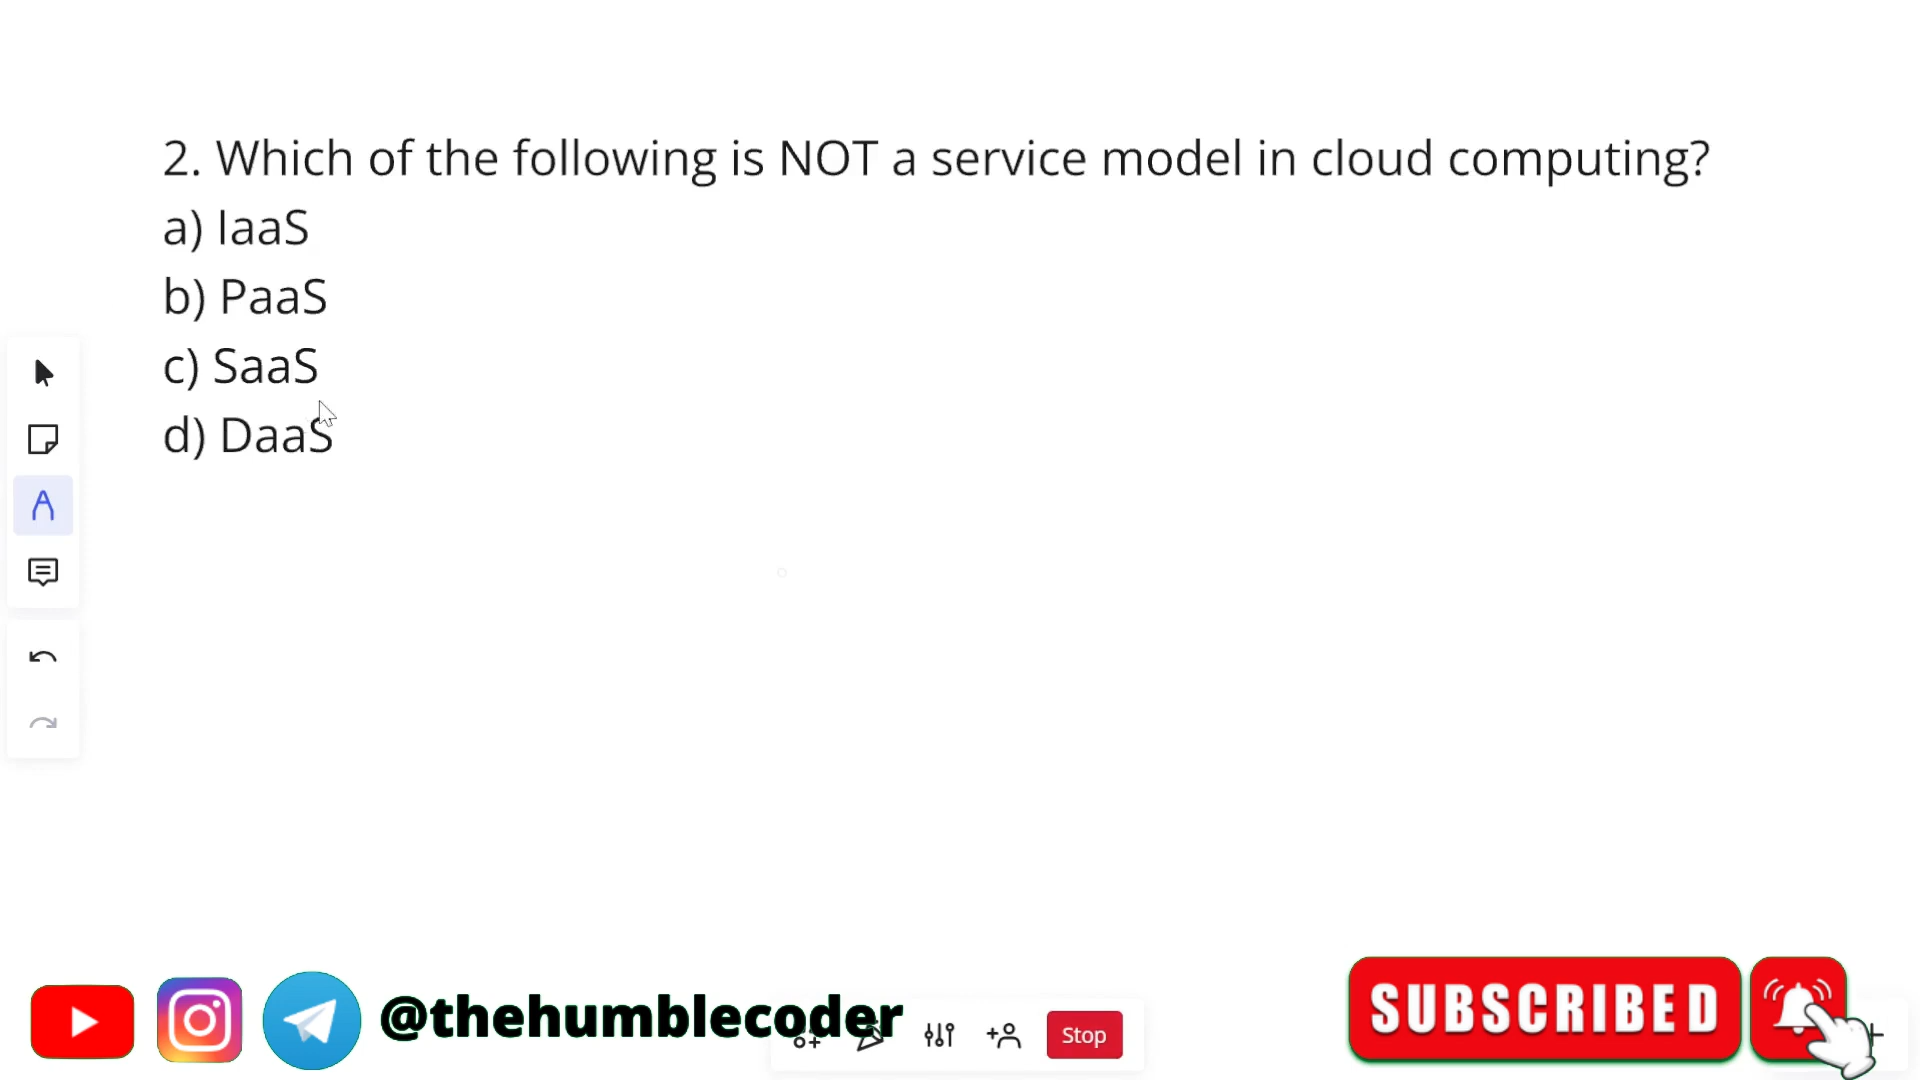 2. Which of the following is NOT a service model in cloud computing?
a) IaaS
b) PaaS
c) SaaS
d) DaaS
@thehumblecoder
Stop
SUBSCRIBED